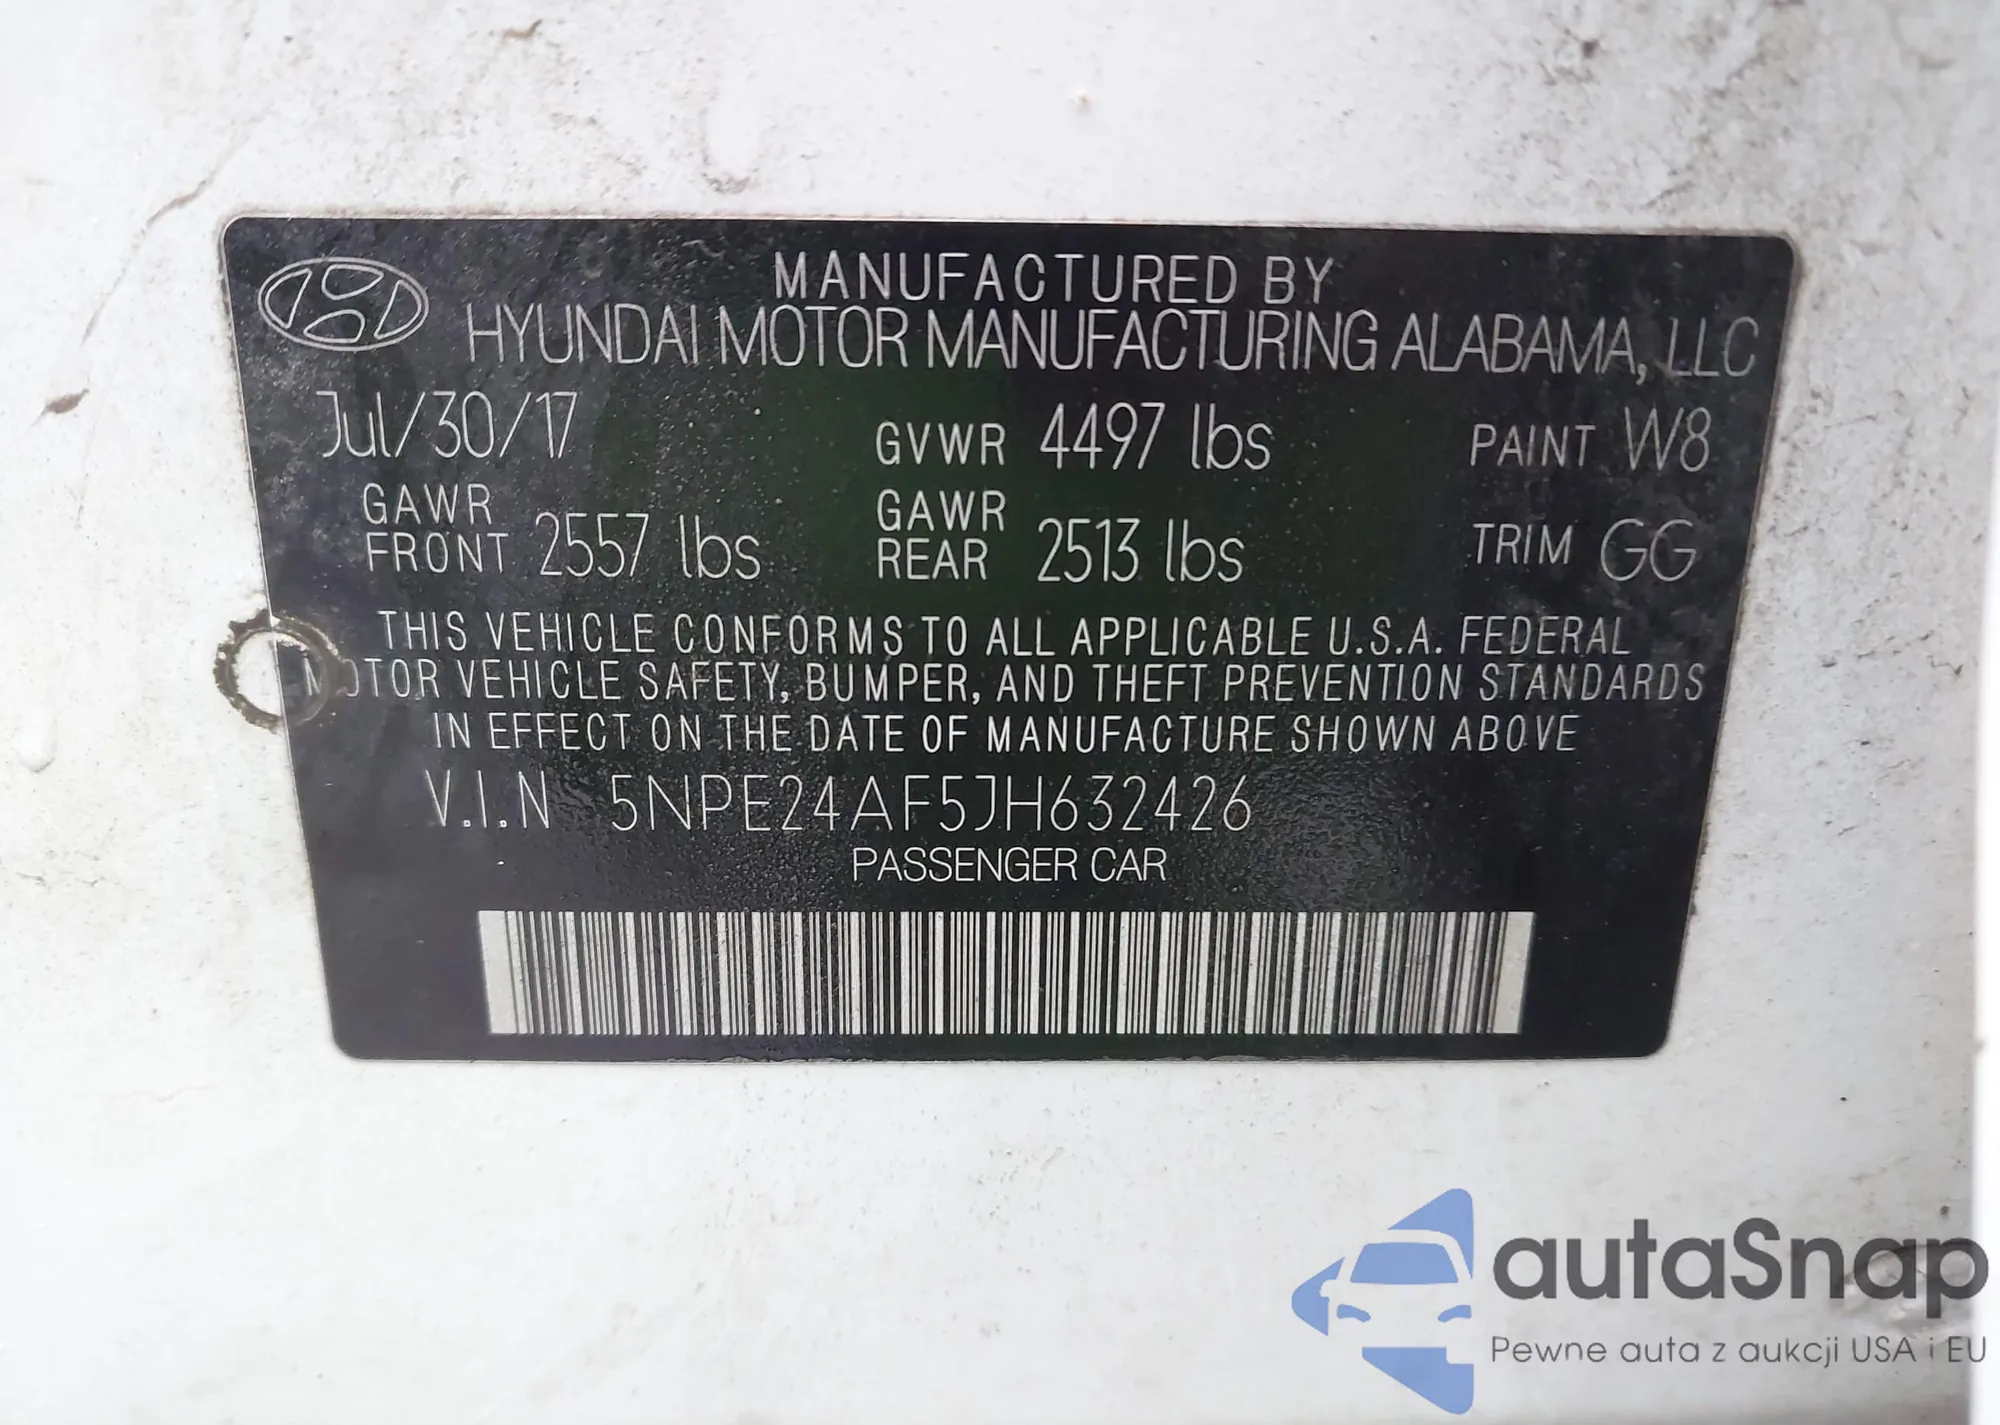 MANUFACTURED BY
HYUNDAI MOTOR MANUFACTURING ALABAMA, LLC
Jul/30/17 GVWR 4497 lbs PAINT W8
GAWR FRONT 2557 lbs GAWR REAR 2513 lbs TRIM GG
THIS VEHICLE CONFORMS TO ALL APPLICABLE U.S.A. FEDERAL
MOTOR VEHICLE SAFETY, BUMPER, AND THEFT PREVENTION STANDARDS
IN EFFECT ON THE DATE OF MANUFACTURE SHOWN ABOVE
V.I.N 5NPE24AF5JH632426
PASSENGER CAR
autaSnap
Pewne auta z aukcji USA i EU